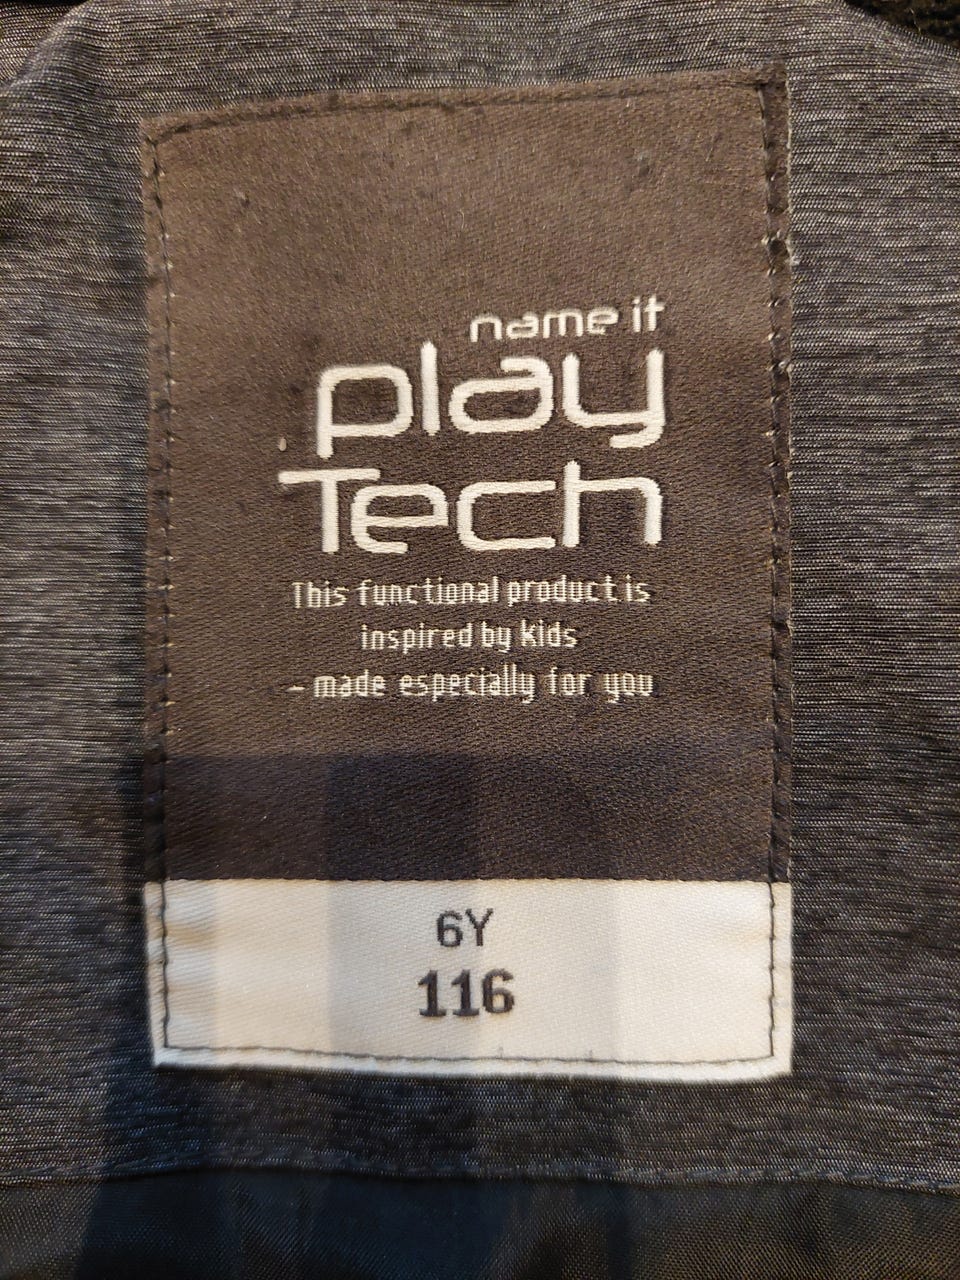 name it
play
Tech
This functional product is
inspired by kids
– made especially for you
6Y
116